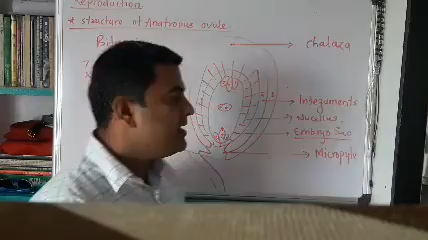 Reproduction
* structure of Anatropous ovule
Chalaza
Integuments
Nucellus
Embryo Sac
Micropyle